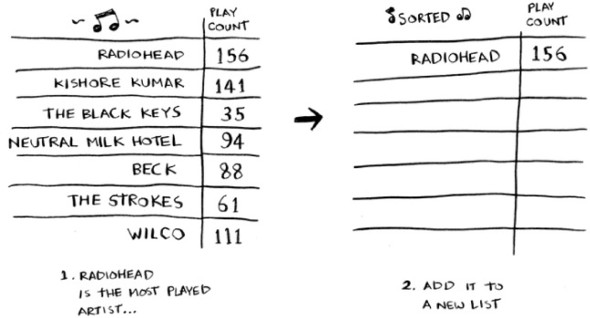 PLAY
COUNT
RADIOHEAD 156
KISHORE KUMAR 141
THE BLACK KEYS 35
NEUTRAL MILK HOTEL 94
BECK 88
THE STROKES 61
WILCO 111
1. RADIOHEAD
IS THE MOST PLAYED
ARTIST...
SORTED
PLAY
COUNT
RADIOHEAD 156
2. ADD IT TO
A NEW LIST